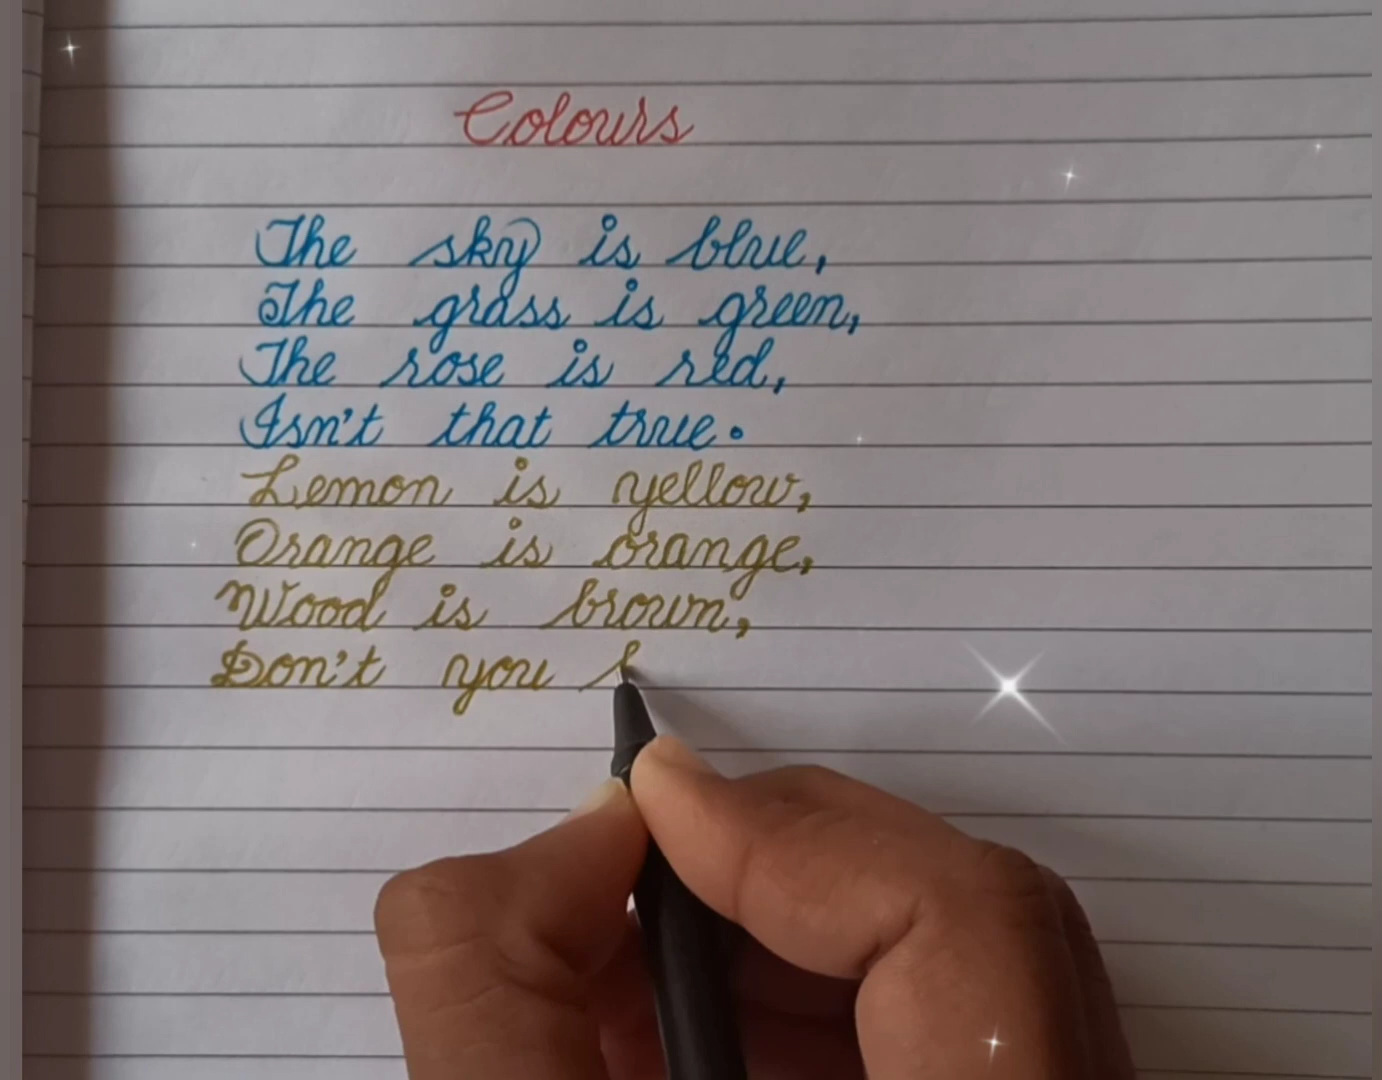 Colours
The sky is blue,
The grass is green,
The rose is red,
Isn't that true.
Lemon is yellow,
Orange is orange,
Wood is brown,
Don't you